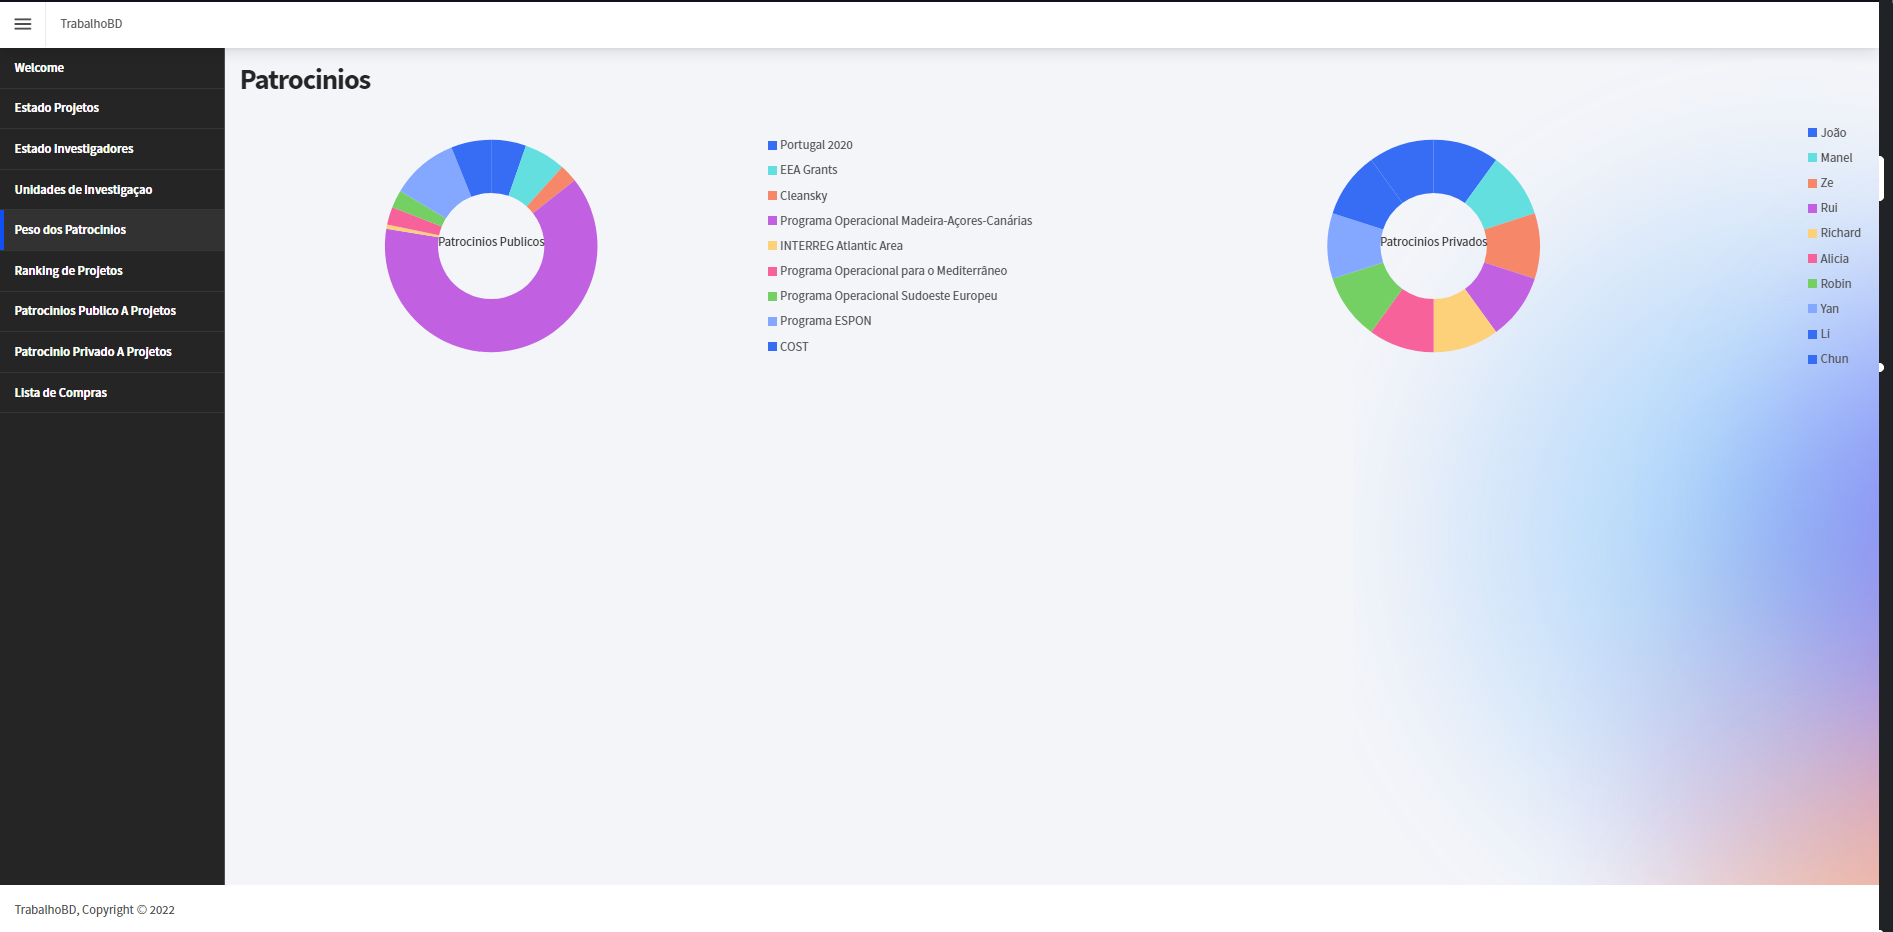 TrabalhoBD
Welcome
Estado Projetos
Estado Investigadores
Unidades de Investigaçao
Peso dos Patrocinios
Ranking de Projetos
Patrocinios Publico A Projetos
Patrocinio Privado A Projetos
Lista de Compras
Patrocinios
Patrocinios Publicos
Portugal 2020
EEA Grants
Cleansky
Programa Operacional Madeira-Açores-Canárias
INTERREG Atlantic Area
Programa Operacional para o Mediterrâneo
Programa Operacional Sudoeste Europeu
Programa ESPON
COST
Patrocinios Privados
João
Manel
Ze
Rui
Richard
Alicia
Robin
Yan
Li
Chun
TrabalhoBD, Copyright © 2022